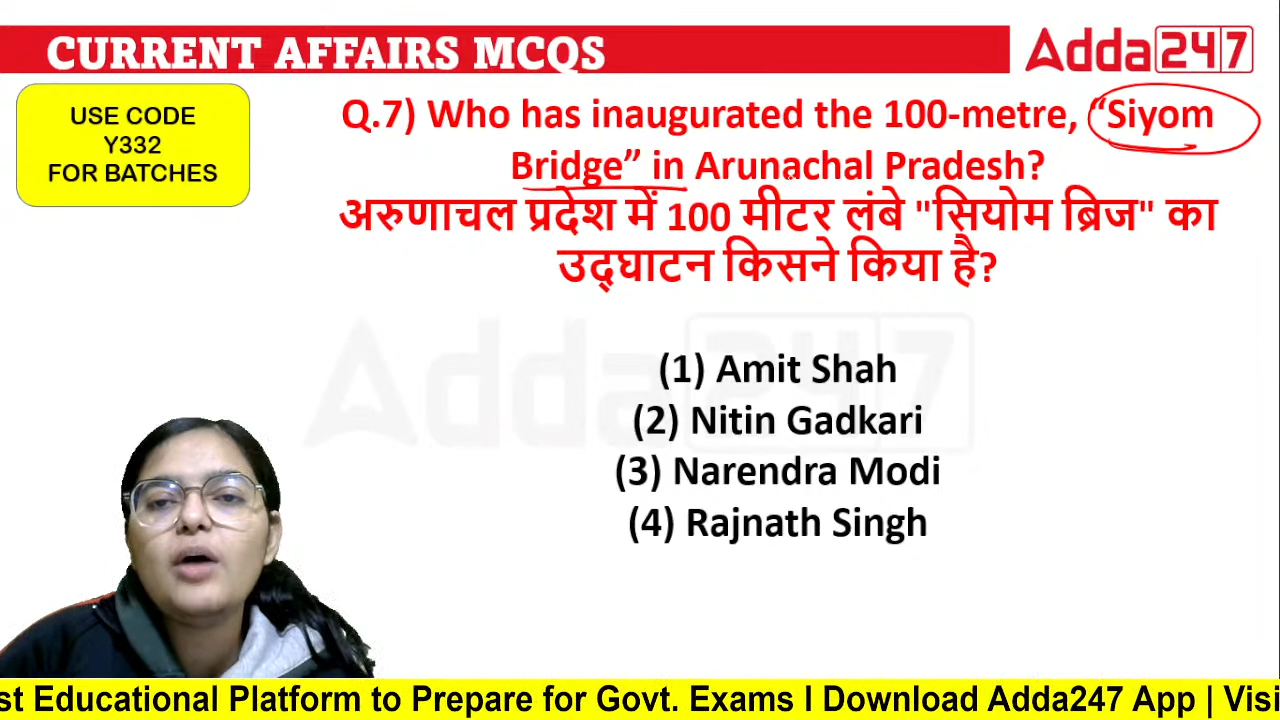 CURRENT AFFAIRS MCQS
Adda247
USE CODE
Y332
FOR BATCHES
Q.7) Who has inaugurated the 100-metre, “Siyom
Bridge” in Arunachal Pradesh?
अरुणाचल प्रदेश में 100 मीटर लंबे "सियोम ब्रिज" का
उद्घाटन किसने किया है?
Adda247
(1) Amit Shah
(2) Nitin Gadkari
(3) Narendra Modi
(4) Rajnath Singh
st Educational Platform to Prepare for Govt. Exams I Download Adda247 App | Visi